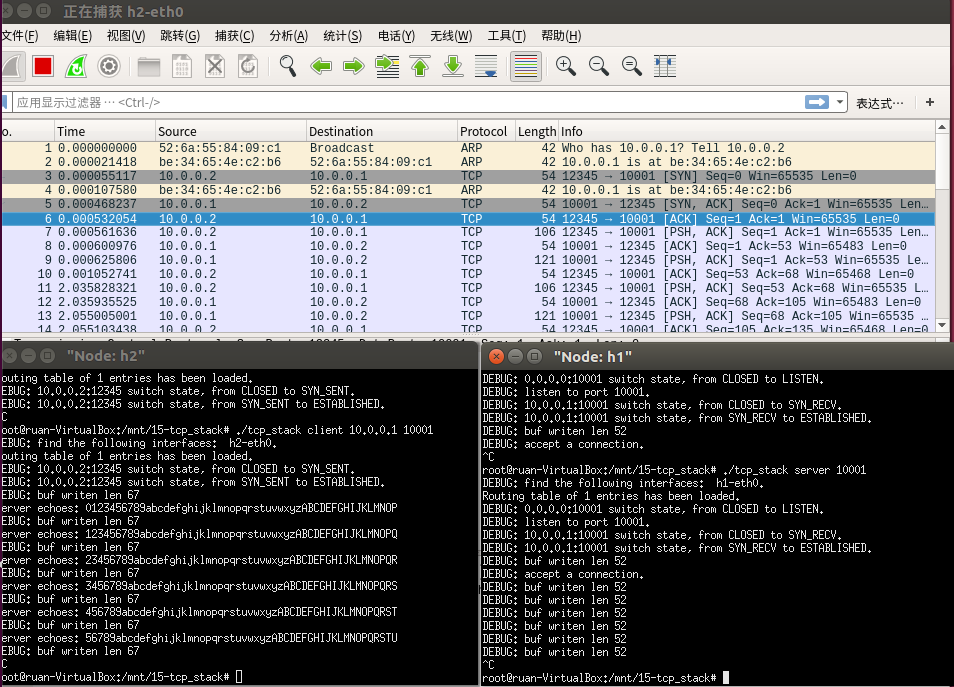 正在捕获 h2-eth0
文件(F) 编辑(E) 视图(V) 跳转(G) 捕获(C) 分析(A) 统计(S) 电话(Y) 无线(W) 工具(T) 帮助(H)
应用显示过滤器 … <Ctrl-/> 表达式… +
o. Time Source Destination Protocol Length Info
1 0.000000000 52:6a:55:84:09:c1 Broadcast ARP 42 Who has 10.0.0.1? Tell 10.0.0.2
2 0.000021418 be:34:65:4e:c2:b6 52:6a:55:84:09:c1 ARP 42 10.0.0.1 is at be:34:65:4e:c2:b6
3 0.000055117 10.0.0.2 10.0.0.1 TCP 54 12345 → 10001 [SYN] Seq=0 Win=65535 Len=0
4 0.000107580 be:34:65:4e:c2:b6 52:6a:55:84:09:c1 ARP 42 10.0.0.1 is at be:34:65:4e:c2:b6
5 0.000468237 10.0.0.1 10.0.0.2 TCP 54 10001 → 12345 [SYN, ACK] Seq=0 Ack=1 Win=65535 Len…
6 0.000532054 10.0.0.2 10.0.0.1 TCP 54 12345 → 10001 [ACK] Seq=1 Ack=1 Win=65535 Len=0
7 0.000561636 10.0.0.2 10.0.0.1 TCP 106 12345 → 10001 [PSH, ACK] Seq=1 Ack=1 Win=65535 L…
8 0.000600976 10.0.0.1 10.0.0.2 TCP 54 10001 → 12345 [ACK] Seq=1 Ack=53 Win=65483 Len=0
9 0.000625806 10.0.0.1 10.0.0.2 TCP 121 10001 → 12345 [PSH, ACK] Seq=1 Ack=53 Win=65535 Le…
10 0.001052741 10.0.0.2 10.0.0.1 TCP 54 12345 → 10001 [ACK] Seq=53 Ack=68 Win=65468 Len=0
11 2.035828321 10.0.0.2 10.0.0.1 TCP 106 12345 → 10001 [PSH, ACK] Seq=53 Ack=68 Win=65535 L…
12 2.035935525 10.0.0.1 10.0.0.2 TCP 54 10001 → 12345 [ACK] Seq=68 Ack=105 Win=65483 Len=0
13 2.055005001 10.0.0.1 10.0.0.2 TCP 121 10001 → 12345 [PSH, ACK] Seq=68 Ack=105 Win=65535 …
14 2.055103438 10.0.0.2 10.0.0.1 TCP 54 12345 → 10001 [ACK] Seq=105 Ack=135 Win=65468 Len=0
"Node: h2"
outing table of 1 entries has been loaded.
EBUG: 10.0.0.2:12345 switch state, from CLOSED to SYN_SENT.
EBUG: 10.0.0.2:12345 switch state, from SYN_SENT to ESTABLISHED.
C
oot@ruan-VirtualBox:/mnt/15-tcp_stack# ./tcp_stack client 10.0.0.1 10001
EBUG: find the following interfaces: h2-eth0.
outing table of 1 entries has been loaded.
EBUG: 10.0.0.2:12345 switch state, from CLOSED to SYN_SENT.
EBUG: 10.0.0.2:12345 switch state, from SYN_SENT to ESTABLISHED.
EBUG: buf writen len 67
erver echoes: 0123456789abcdefghijklmnopqrstuvwxyzABCDEFGHIJKLMNOP
EBUG: buf writen len 67
erver echoes: 123456789abcdefghijklmnopqrstuvwxyzABCDEFGHIJKLMNOPQ
EBUG: buf writen len 67
erver echoes: 23456789abcdefghijklmnopqrstuvwxyzABCDEFGHIJKLMNOPQR
EBUG: buf writen len 67
erver echoes: 3456789abcdefghijklmnopqrstuvwxyzABCDEFGHIJKLMNOPQRS
EBUG: buf writen len 67
erver echoes: 456789abcdefghijklmnopqrstuvwxyzABCDEFGHIJKLMNOPQRST
EBUG: buf writen len 67
erver echoes: 56789abcdefghijklmnopqrstuvwxyzABCDEFGHIJKLMNOPQRSTU
EBUG: buf writen len 67
C
oot@ruan-VirtualBox:/mnt/15-tcp_stack#
"Node: h1"
DEBUG: 0.0.0.0:10001 switch state, from CLOSED to LISTEN.
DEBUG: listen to port 10001.
DEBUG: 10.0.0.1:10001 switch state, from CLOSED to SYN_RECV.
DEBUG: 10.0.0.1:10001 switch state, from SYN_RECV to ESTABLISHED.
DEBUG: buf writen len 52
DEBUG: accept a connection.
^C
root@ruan-VirtualBox:/mnt/15-tcp_stack# ./tcp_stack server 10001
DEBUG: find the following interfaces: h1-eth0.
Routing table of 1 entries has been loaded.
DEBUG: 0.0.0.0:10001 switch state, from CLOSED to LISTEN.
DEBUG: listen to port 10001.
DEBUG: 10.0.0.1:10001 switch state, from CLOSED to SYN_RECV.
DEBUG: 10.0.0.1:10001 switch state, from SYN_RECV to ESTABLISHED.
DEBUG: buf writen len 52
DEBUG: accept a connection.
DEBUG: buf writen len 52
DEBUG: buf writen len 52
DEBUG: buf writen len 52
DEBUG: buf writen len 52
DEBUG: buf writen len 52
DEBUG: buf writen len 52
^C
root@ruan-VirtualBox:/mnt/15-tcp_stack#